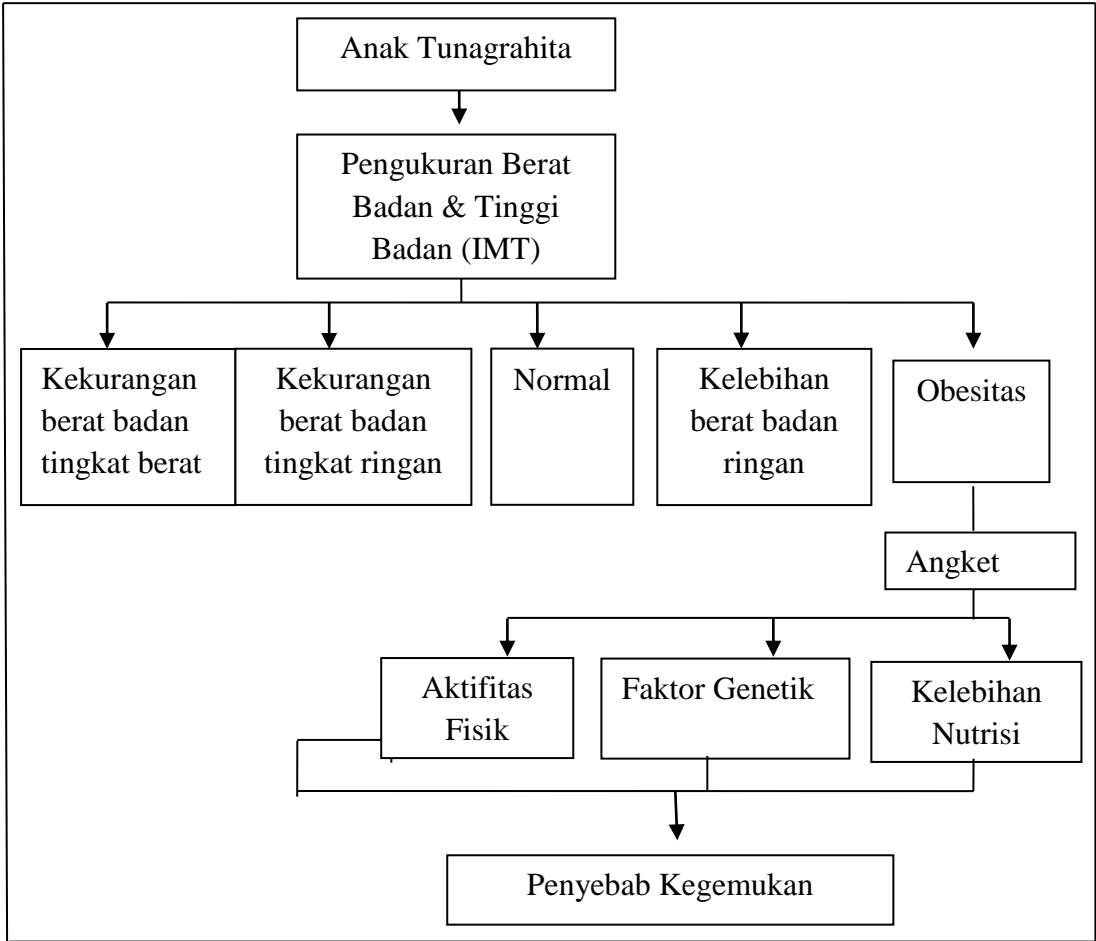 Anak Tunagrahita
Pengukuran Berat
Badan & Tinggi
Badan (IMT)
Kekurangan
berat badan
tingkat berat
Kekurangan
berat badan
tingkat ringan
Normal
Kelebihan
berat badan
ringan
Obesitas
Angket
Aktifitas
Fisik
Faktor Genetik
Kelebihan
Nutrisi
Penyebab Kegemukan